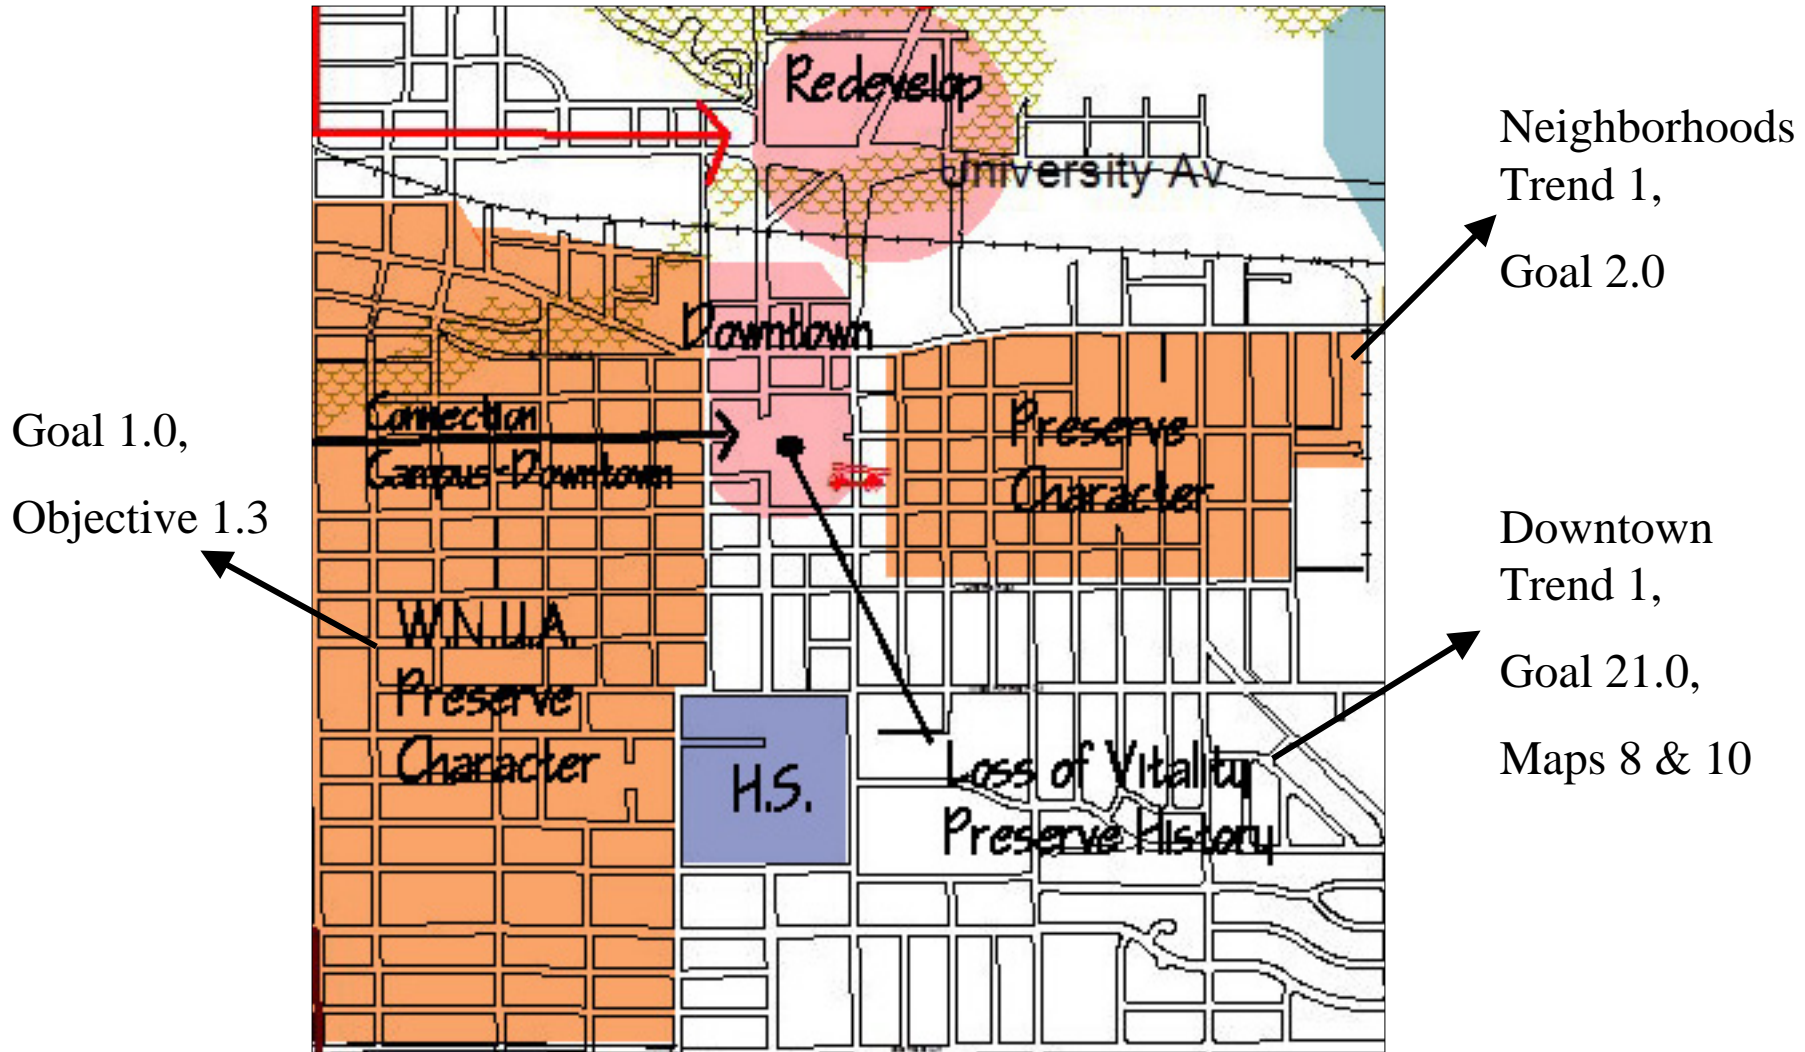 Redevelop
Neighborhoods
Trend 1,
University Av
Goal 2.0
Downtown
Connection
Campus-Downtown
Preserve
Character
Goal 1.0,
Objective 1.3
Downtown
Trend 1,
W.N.U.A.
Preserve
Character
Goal 21.0,
H.S.
Loss of Vitality
Preserve History
Maps 8 & 10